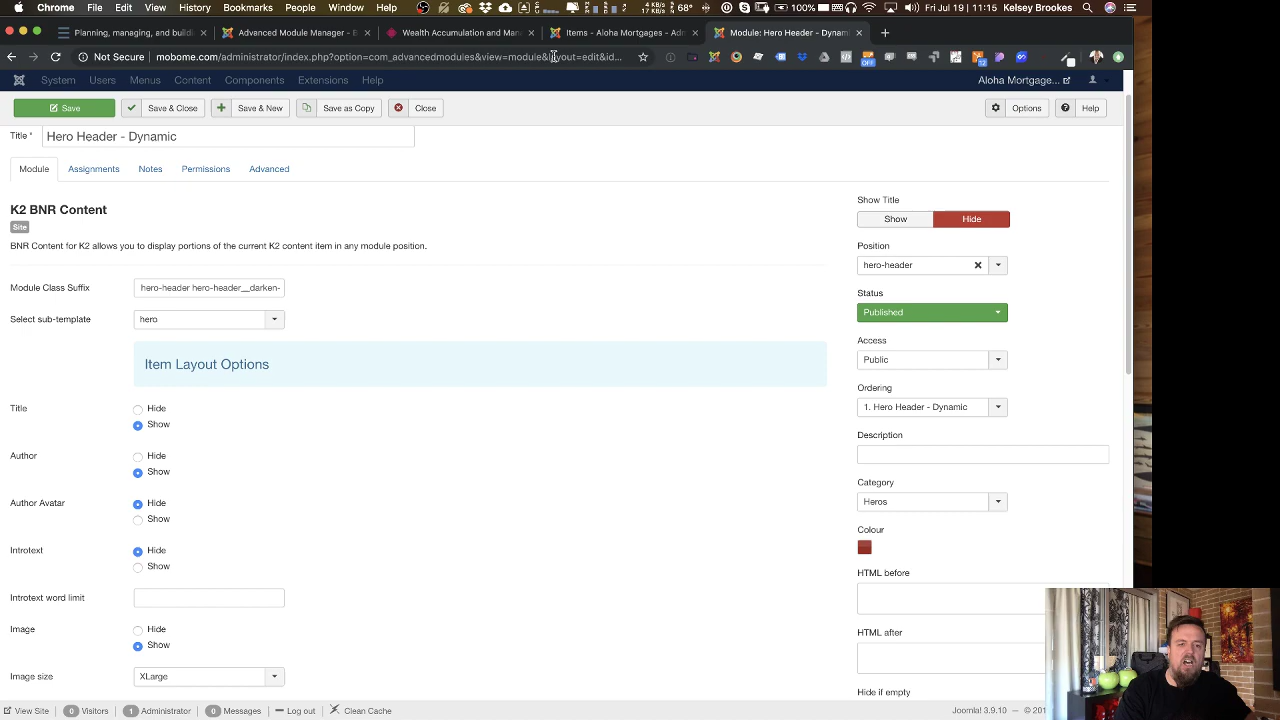 Chrome File Edit View History Bookmarks People Window Help
100% Fri Jul 19 11:15 Kelsey Brookes
Planning, managing, and buildi
Advanced Module Manager - E
Wealth Accumulation and Man
Items - Aloha Mortgages - Adm
Module: Hero Header - Dynam
Not Secure mobome.com/administrator/index.php?option=com_advancedmodules&view=module&layout=edit&id...
OFF
System Users Menus Content Components Extensions Help
Aloha Mortgage...
Save
Save & Close
Save & New
Save as Copy
Close
Options
Help
Title *
Hero Header - Dynamic
Module
Assignments
Notes
Permissions
Advanced
K2 BNR Content
Site
BNR Content for K2 allows you to display portions of the current K2 content item in any module position.
Module Class Suffix
hero-header hero-header__darken-
Select sub-template
hero
Item Layout Options
Title
Hide
Show
Author
Hide
Show
Author Avatar
Hide
Show
Introtext
Hide
Show
Introtext word limit
Image
Hide
Show
Image size
XLarge
Show Title
Show
Hide
Position
hero-header
Status
Published
Access
Public
Ordering
1. Hero Header - Dynamic
Description
Category
Heros
Colour
HTML before
HTML after
Hide if empty
View Site
0 Visitors
1 Administrator
0 Messages
Log out
Clean Cache
Joomla! 3.9.10 — © 201